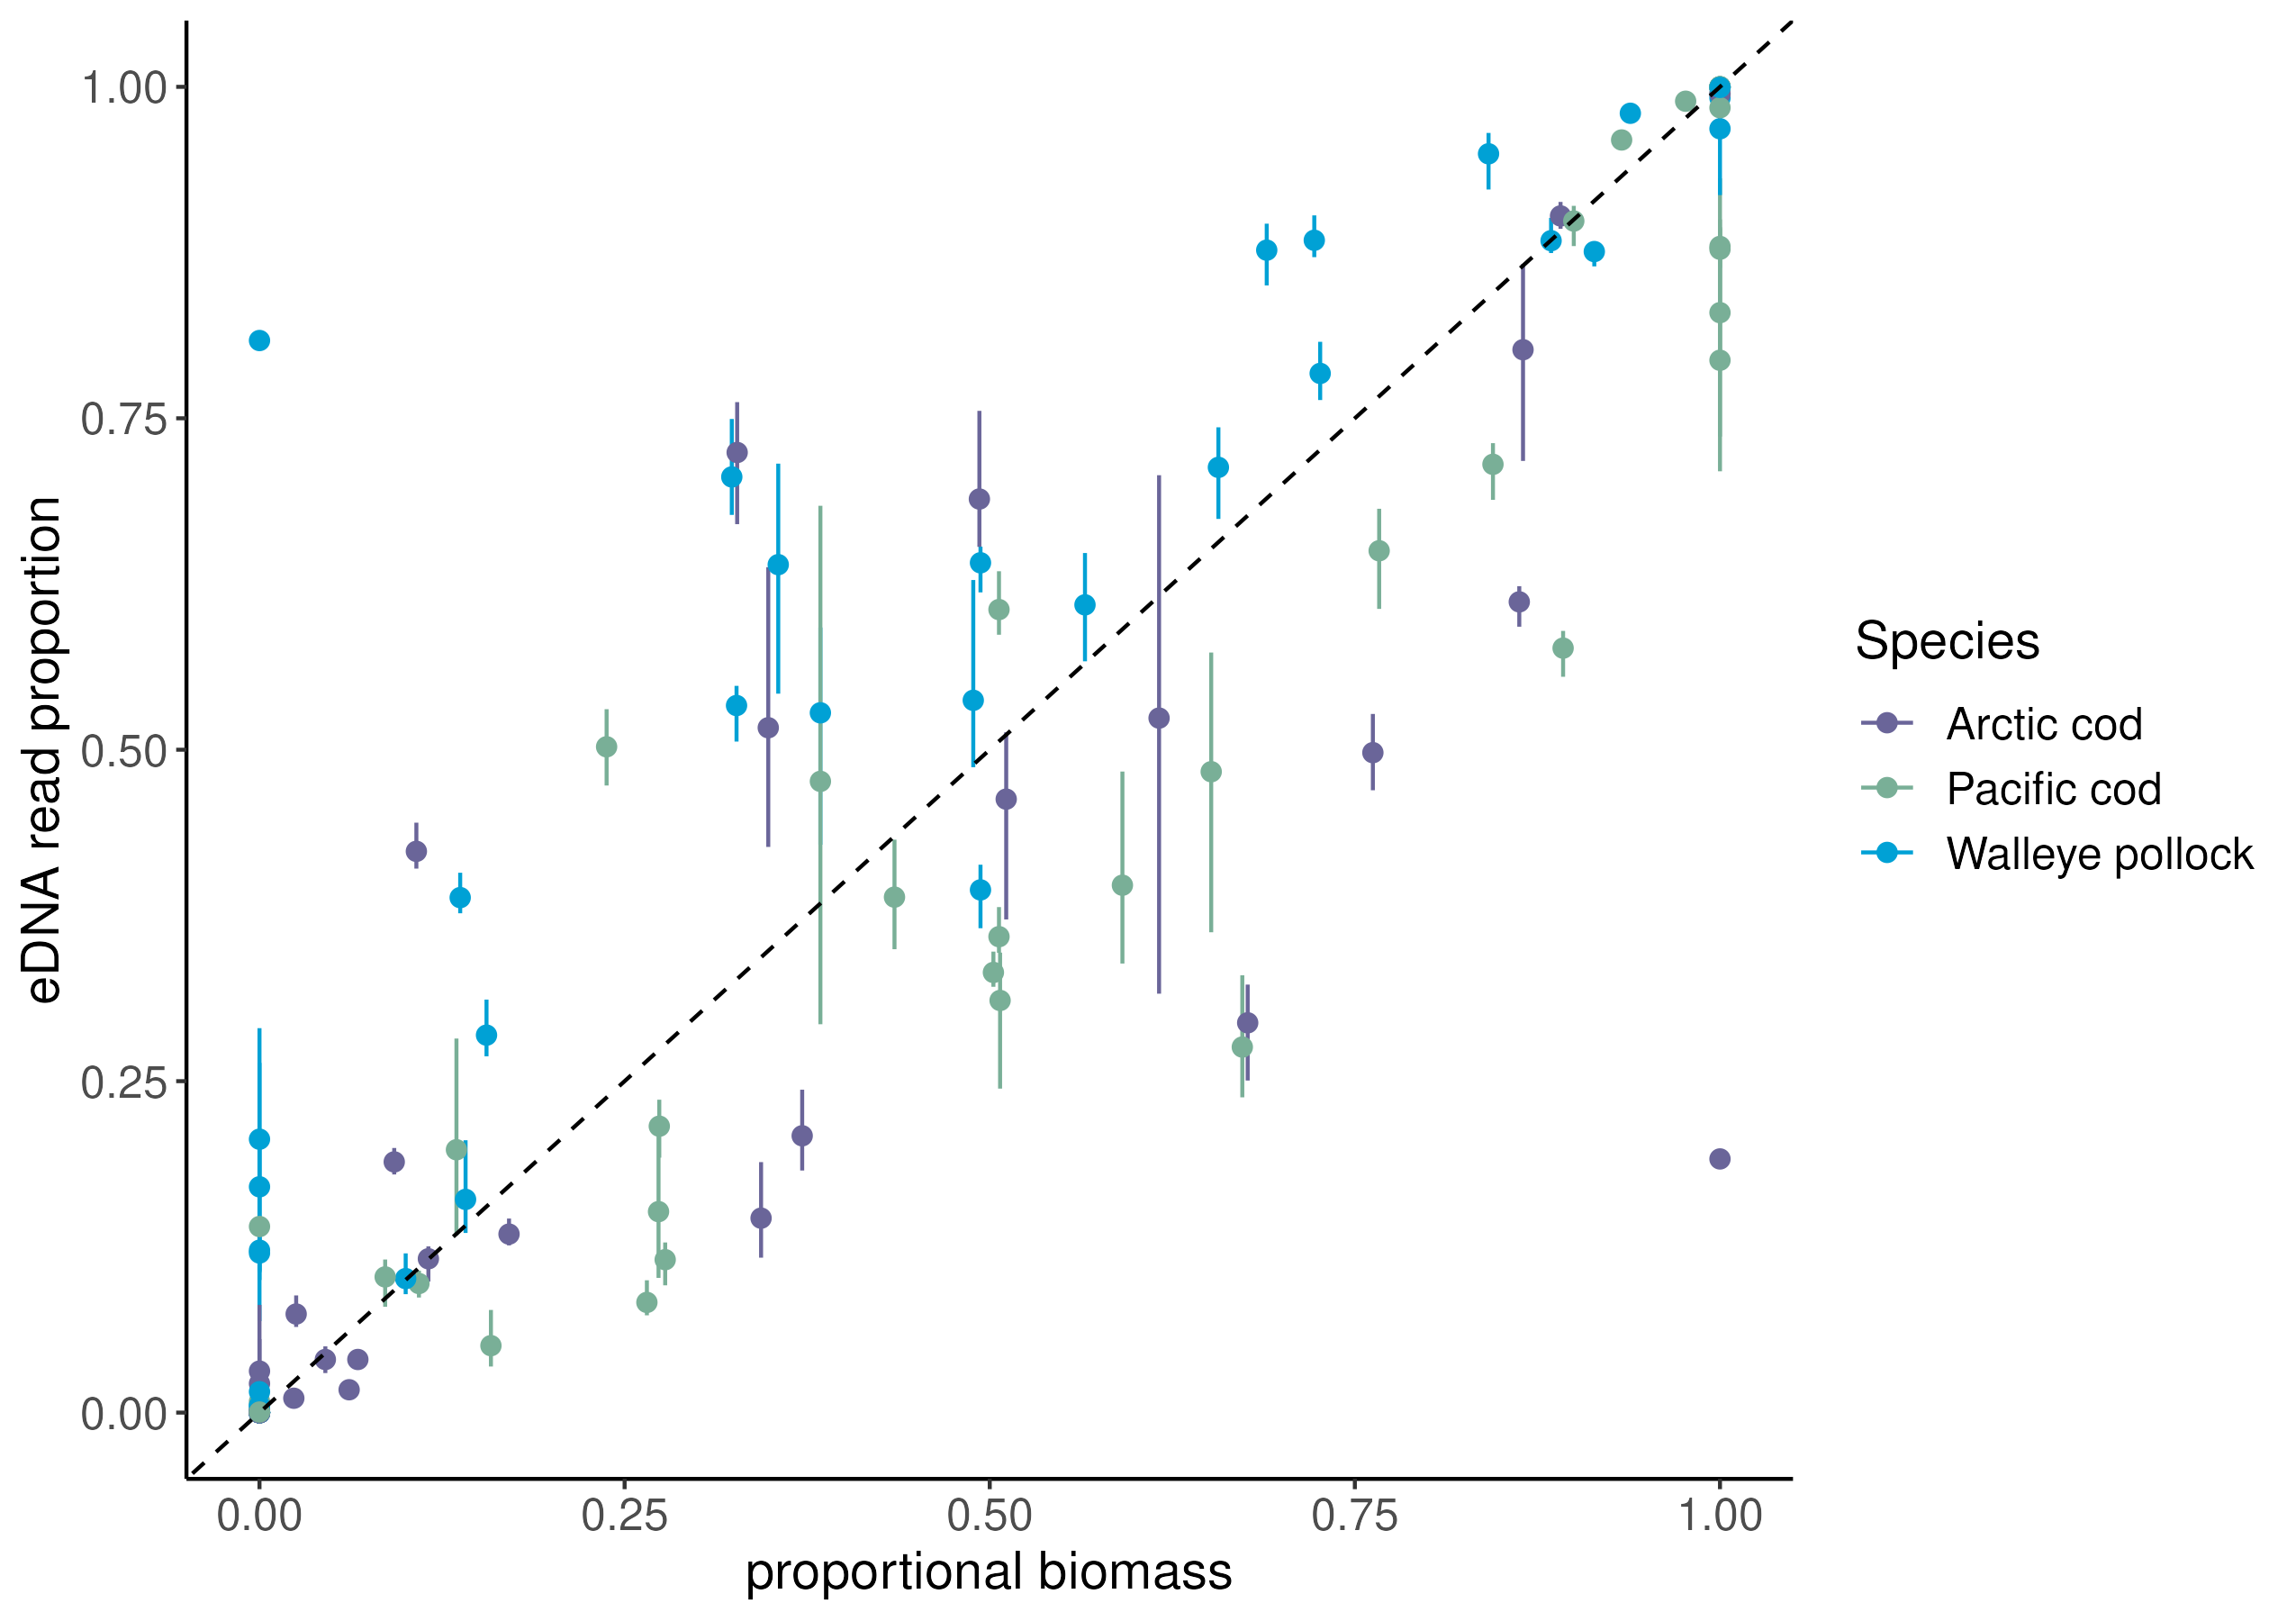 1.00
0.75
0.50
0.25
0.00
eDNA read proportion
0.00 0.25 0.50 0.75 1.00
proportional biomass
Species
Arctic cod
Pacific cod
Walleye pollock